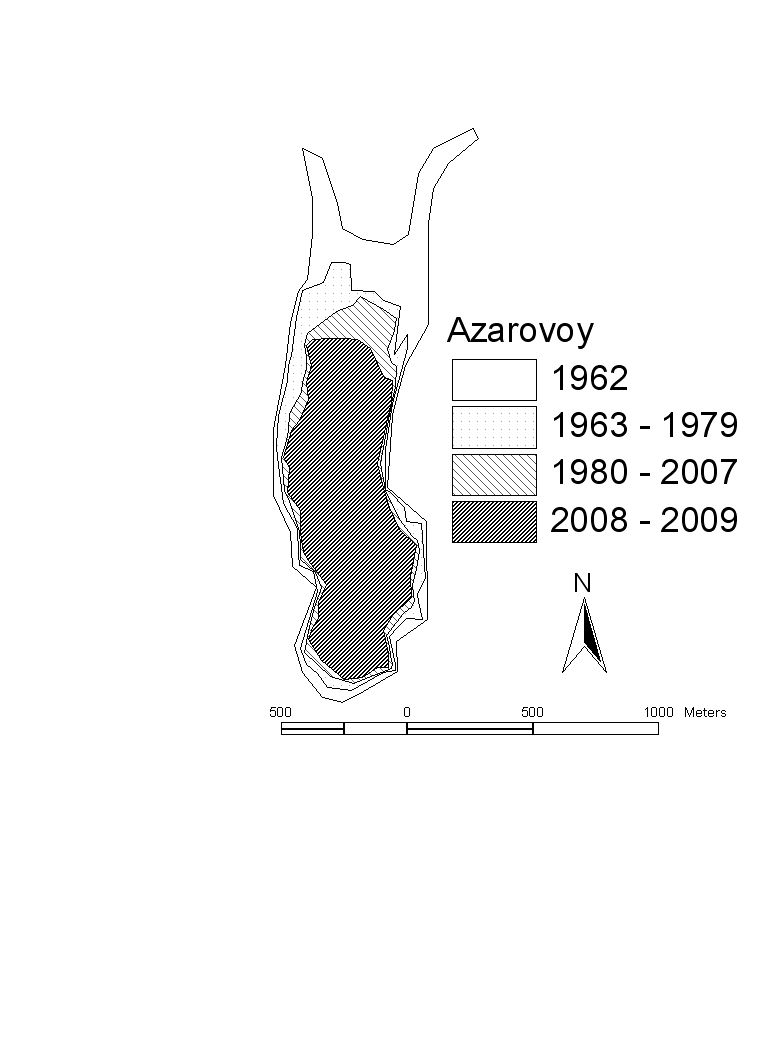 Azarovoy
1962
1963 - 1979
1980 - 2007
2008 - 2009
N
500 0 500 1000 Meters